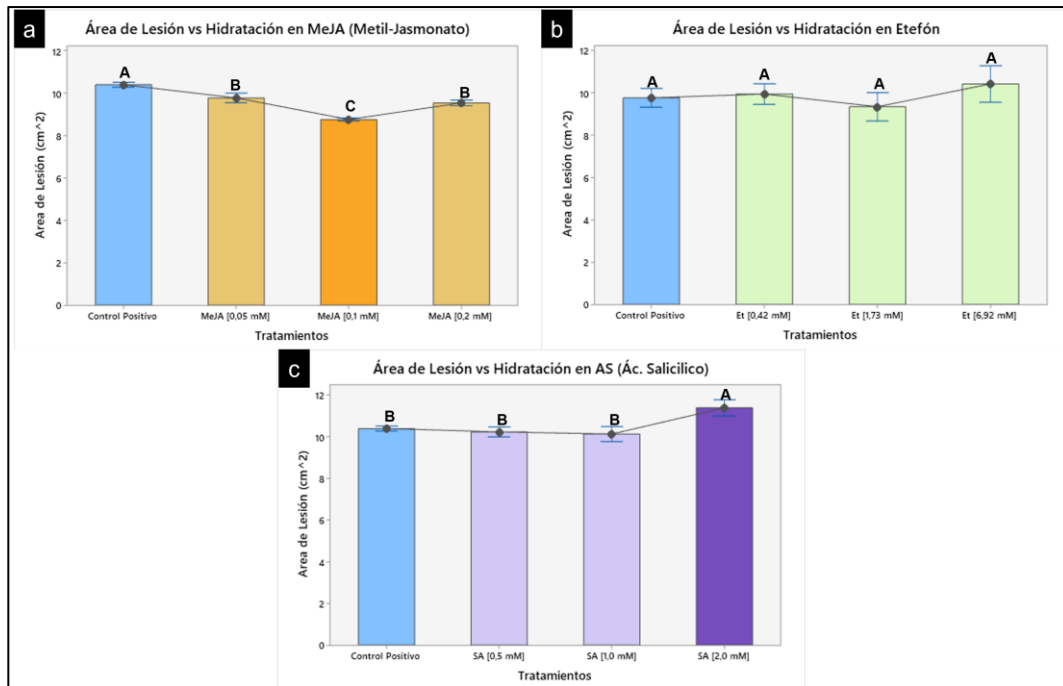 a
Área de Lesión vs Hidratación en MeJA (Metil-Jasmonato)
12
10
8
6
4
2
0
Area de Lesión (cm^2)
A
B
C
B
Control Positivo
MeJA [0,05 mM]
MeJA [0,1 mM]
MeJA [0,2 mM]
Tratamientos
b
Área de Lesión vs Hidratación en Etefón
12
10
8
6
4
2
0
Area de Lesión (cm^2)
A
A
A
A
Control Positivo
Et [0,42 mM]
Et [1,73 mM]
Et [6,92 mM]
Tratamientos
c
Área de Lesión vs Hidratación en AS (Ác. Salicilico)
12
10
8
6
4
2
0
Área de Lesión (cm^2)
B
B
B
A
Control Positivo
SA [0,5 mM]
SA [1,0 mM]
SA [2,0 mM]
Tratamientos